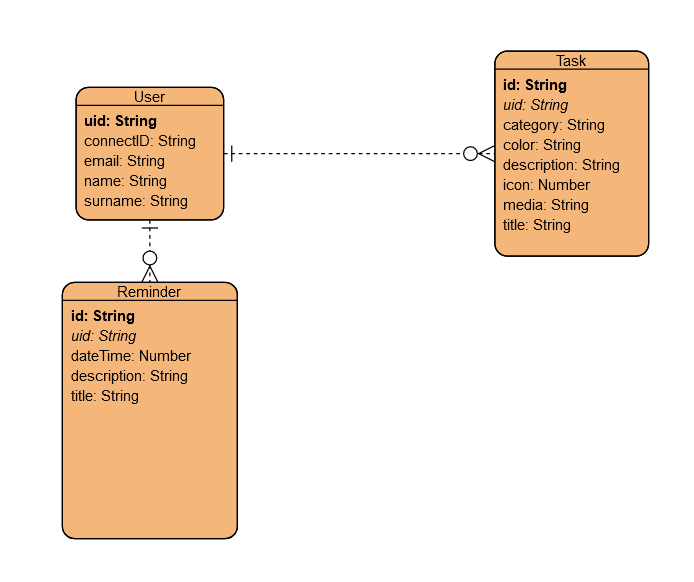 User
uid: String
connectID: String
email: String
name: String
surname: String
Task
id: String
uid: String
category: String
color: String
description: String
icon: Number
media: String
title: String
Reminder
id: String
uid: String
dateTime: Number
description: String
title: String